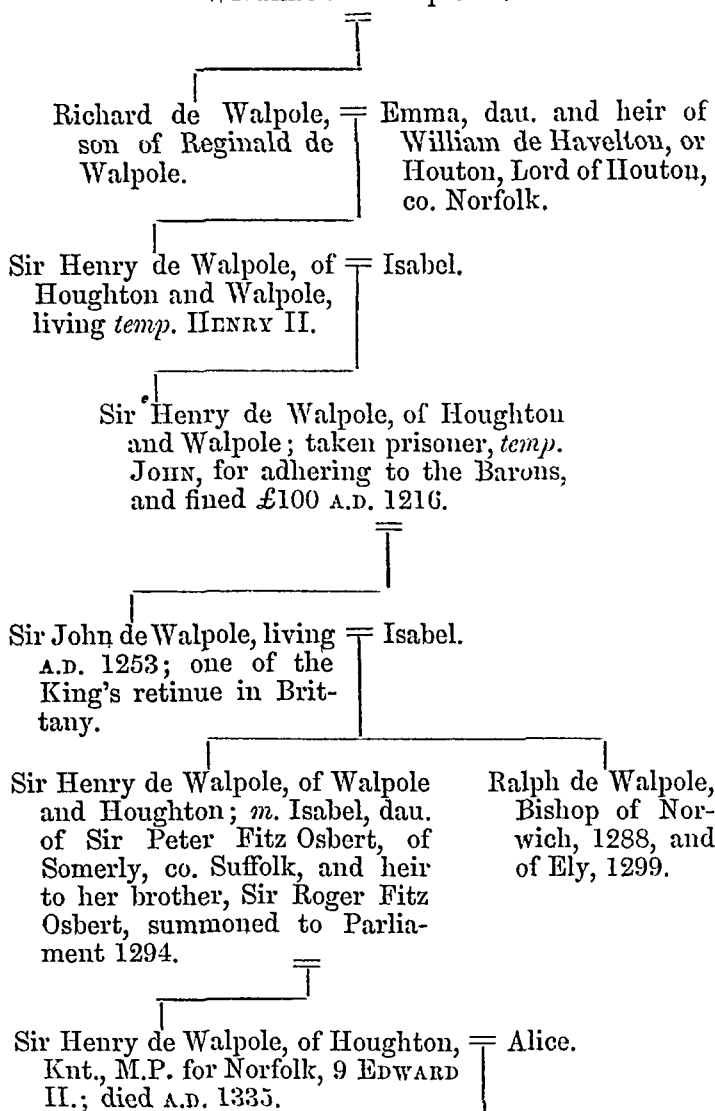 Richard de Walpole,
son of Reginald de
Walpole.
= Emma, dau. and heir of
William de Havelton, or
Houton, Lord of Houton,
co. Norfolk.
Sir Henry de Walpole, of
Houghton and Walpole,
living temp. HENRY II.
= Isabel.
Sir Henry de Walpole, of Houghton
and Walpole; taken prisoner, temp.
JOHN, for adhering to the Barons,
and fined £100 A.D. 1216.
Sir John de Walpole, living
A.D. 1253; one of the
King's retinue in Brit-
tany.
= Isabel.
Sir Henry de Walpole, of Walpole
and Houghton; m. Isabel, dau.
of Sir Peter Fitz Osbert, of
Somerly, co. Suffolk, and heir
to her brother, Sir Roger Fitz
Osbert, summoned to Parlia-
ment 1294.
Ralph de Walpole,
Bishop of Nor-
wich, 1288, and
of Ely, 1299.
Sir Henry de Walpole, of Houghton,
Knt., M.P. for Norfolk, 9 EDWARD
II.; died A.D. 1335.
= Alice.